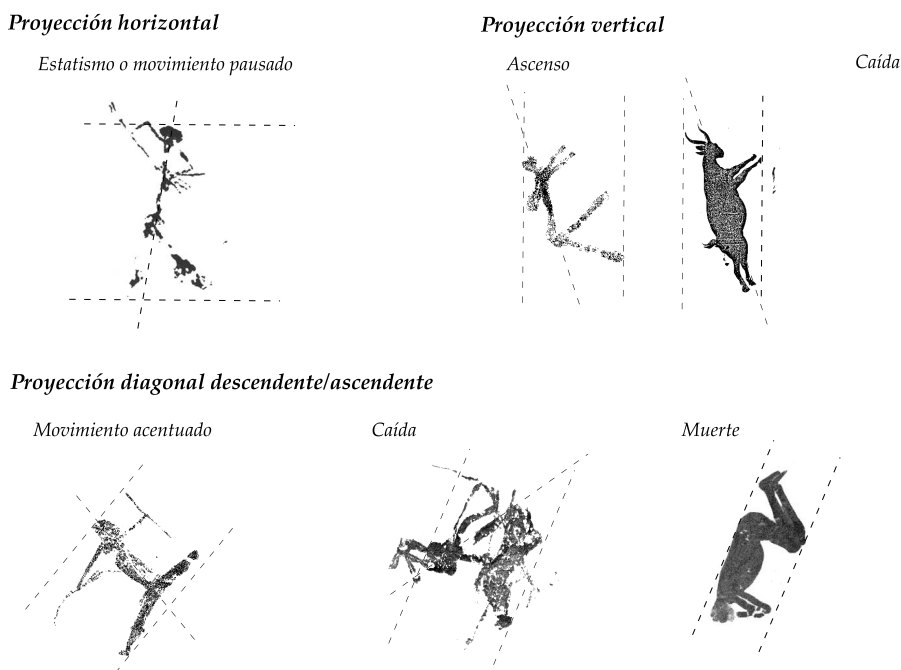 Proyección horizontal
Proyección vertical
Estatismo o movimiento pausado
Ascenso
Caída
Proyección diagonal descendente/ascendente
Movimiento acentuado
Caída
Muerte